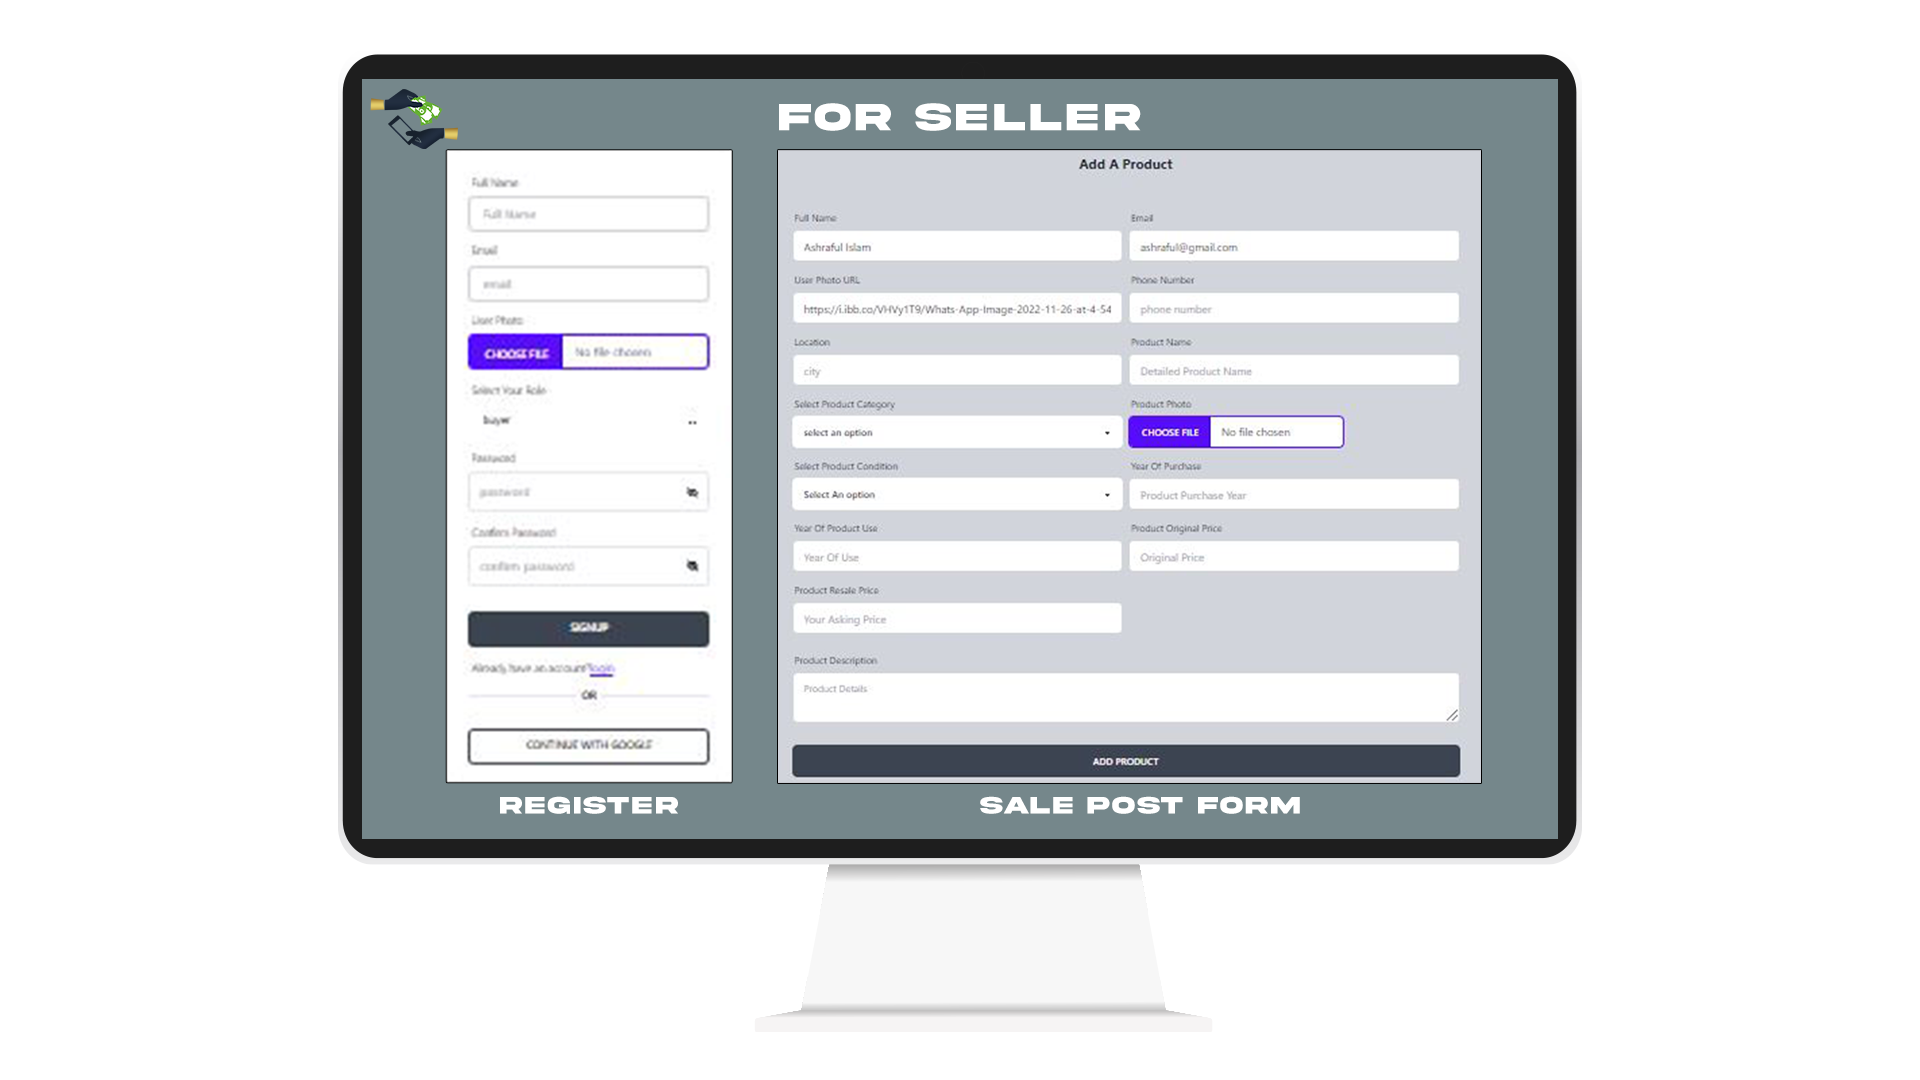 FOR SELLER
Full Name
Full Name
Email
email
User Photo
CHOOSE FILE No file chosen
Select Your Role
buyer
Password
password
Confirm Password
confirm password
SIGNUP
Already have an account?login
OR
CONTINUE WITH GOOGLE
REGISTER
Add A Product
Full Name Email
Ashraful Islam ashraful@gmail.com
User Photo URL Phone Number
https://i.ibb.co/VHVy1T9/Whats-App-Image-2022-11-26-at-4-54 phone number
Location Product Name
city Detailed Product Name
Select Product Category Product Photo
select an option CHOOSE FILE No file chosen
Select Product Condition Year Of Purchase
Select An option Product Purchase Year
Year Of Product Use Product Original Price
Year Of Use Original Price
Product Resale Price
Your Asking Price
Product Description
Product Details
ADD PRODUCT
SALE POST FORM